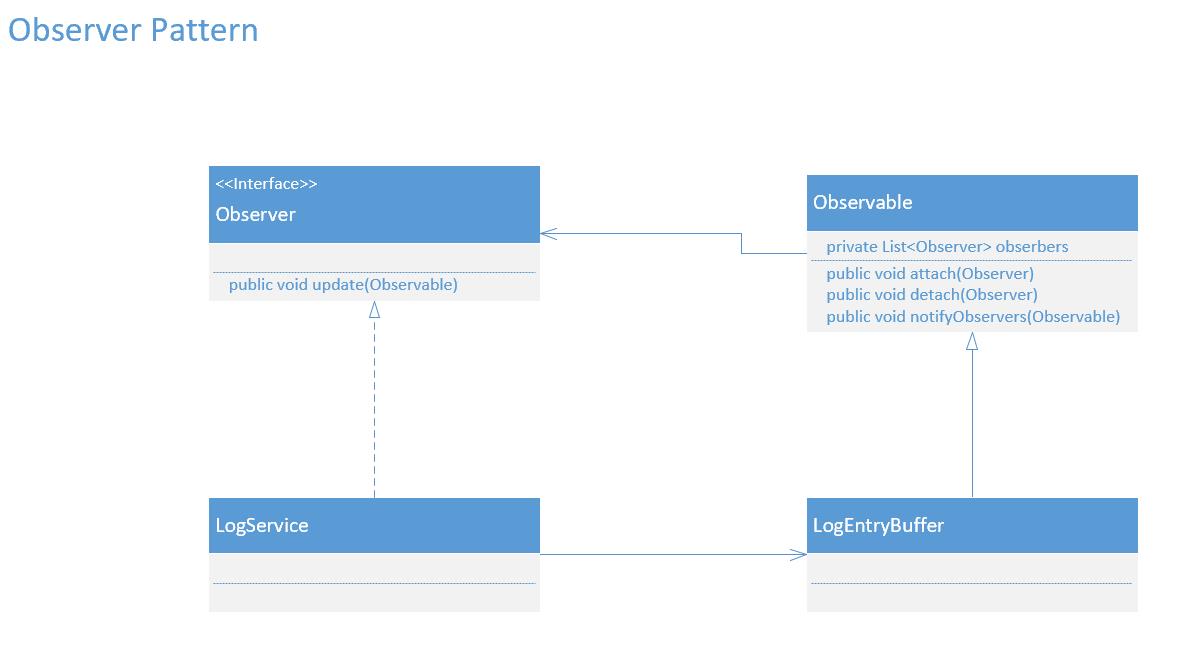 Observer Pattern
<<Interface>>
Observer
public void update(Observable)
Observable
private List<Observer> obserbers
public void attach(Observer)
public void detach(Observer)
public void notifyObservers(Observable)
LogService
LogEntryBuffer